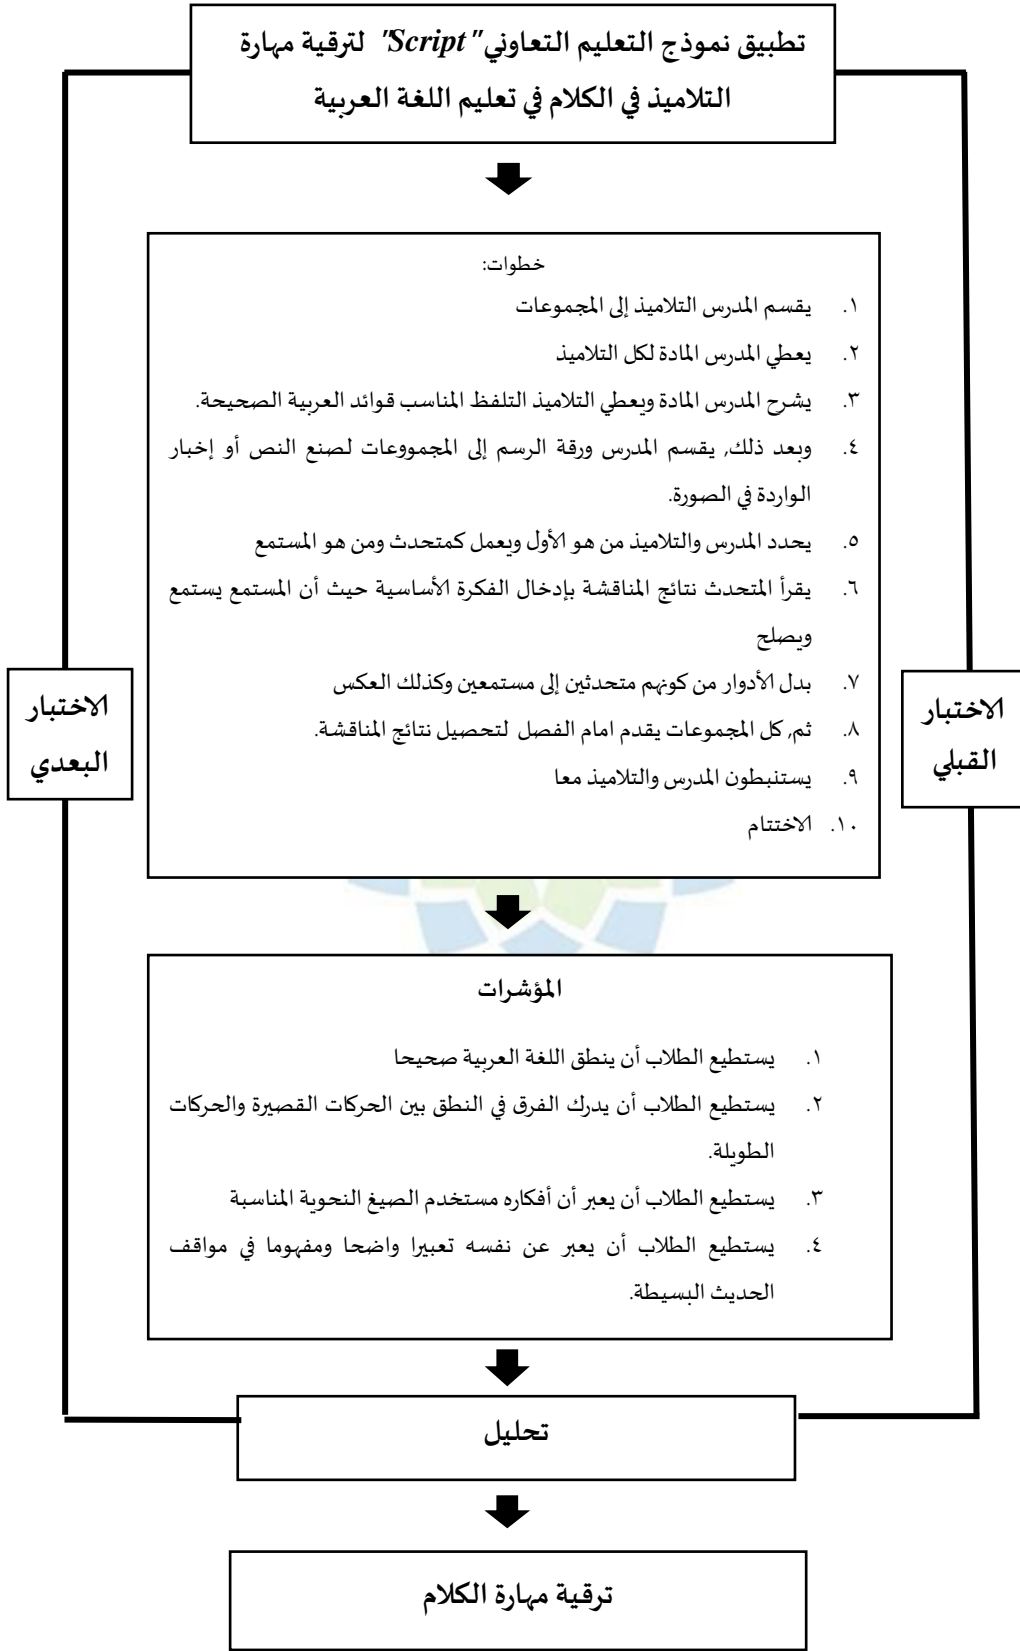 تطبيق نموذج التعليم التعاوني "Script" لترقية مهارة
التلاميذ في الكلام في تعليم اللغة العربية
خطوات:
١. يقسم المدرس التلاميذ إلى المجموعات
٢. يعطي المدرس المادة لكل التلاميذ
٣. يشرح المدرس المادة ويعطي التلاميذ التلفظ المناسب قوائد العربية الصحيحة.
٤. وبعد ذلك, يقسم المدرس ورقة الرسم إلى المجمووعات لصنع النص أو إخبار
الواردة في الصورة.
٥. يحدد المدرس والتلاميذ من هو الأول ويعمل كمتحدث ومن هو المستمع
٦. يقرأ المتحدث نتائج المناقشة بإدخال الفكرة الأساسية حيث أن المستمع يستمع
ويصلح
٧. بدل الأدوار من كونهم متحدثين إلى مستمعين وكذلك العكس
٨. ثم, كل المجموعات يقدم امام الفصل لتحصيل نتائج المناقشة.
٩. يستنبطون المدرس والتلاميذ معا
١٠. الاختتام
الاختبار
القبلي
الاختبار
البعدي
المؤشرات
١. يستطيع الطلاب أن ينطق اللغة العربية صحيحا
٢. يستطيع الطلاب أن يدرك الفرق في النطق بين الحركات القصيرة والحركات
الطويلة.
٣. يستطيع الطلاب أن يعبر أن أفكاره مستخدم الصيغ النحوية المناسبة
٤. يستطيع الطلاب أن يعبر عن نفسه تعبيرا واضحا ومفهوما في مواقف
الحديث البسيطة.
تحليل
ترقية مهارة الكلام